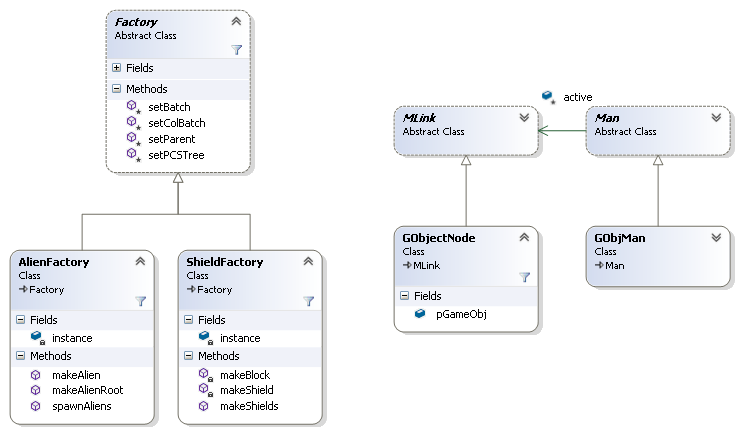 Factory
Abstract Class
Fields
Methods
setBatch
setColBatch
setParent
setPCSTree
AlienFactory
Class
Factory
Fields
instance
Methods
makeAlien
makeAlienRoot
spawnAliens
ShieldFactory
Class
Factory
Fields
instance
Methods
makeBlock
makeShield
makeShields
MLink
Abstract Class
active
Man
Abstract Class
GObjectNode
Class
MLink
Fields
pGameObj
GObjMan
Class
Man